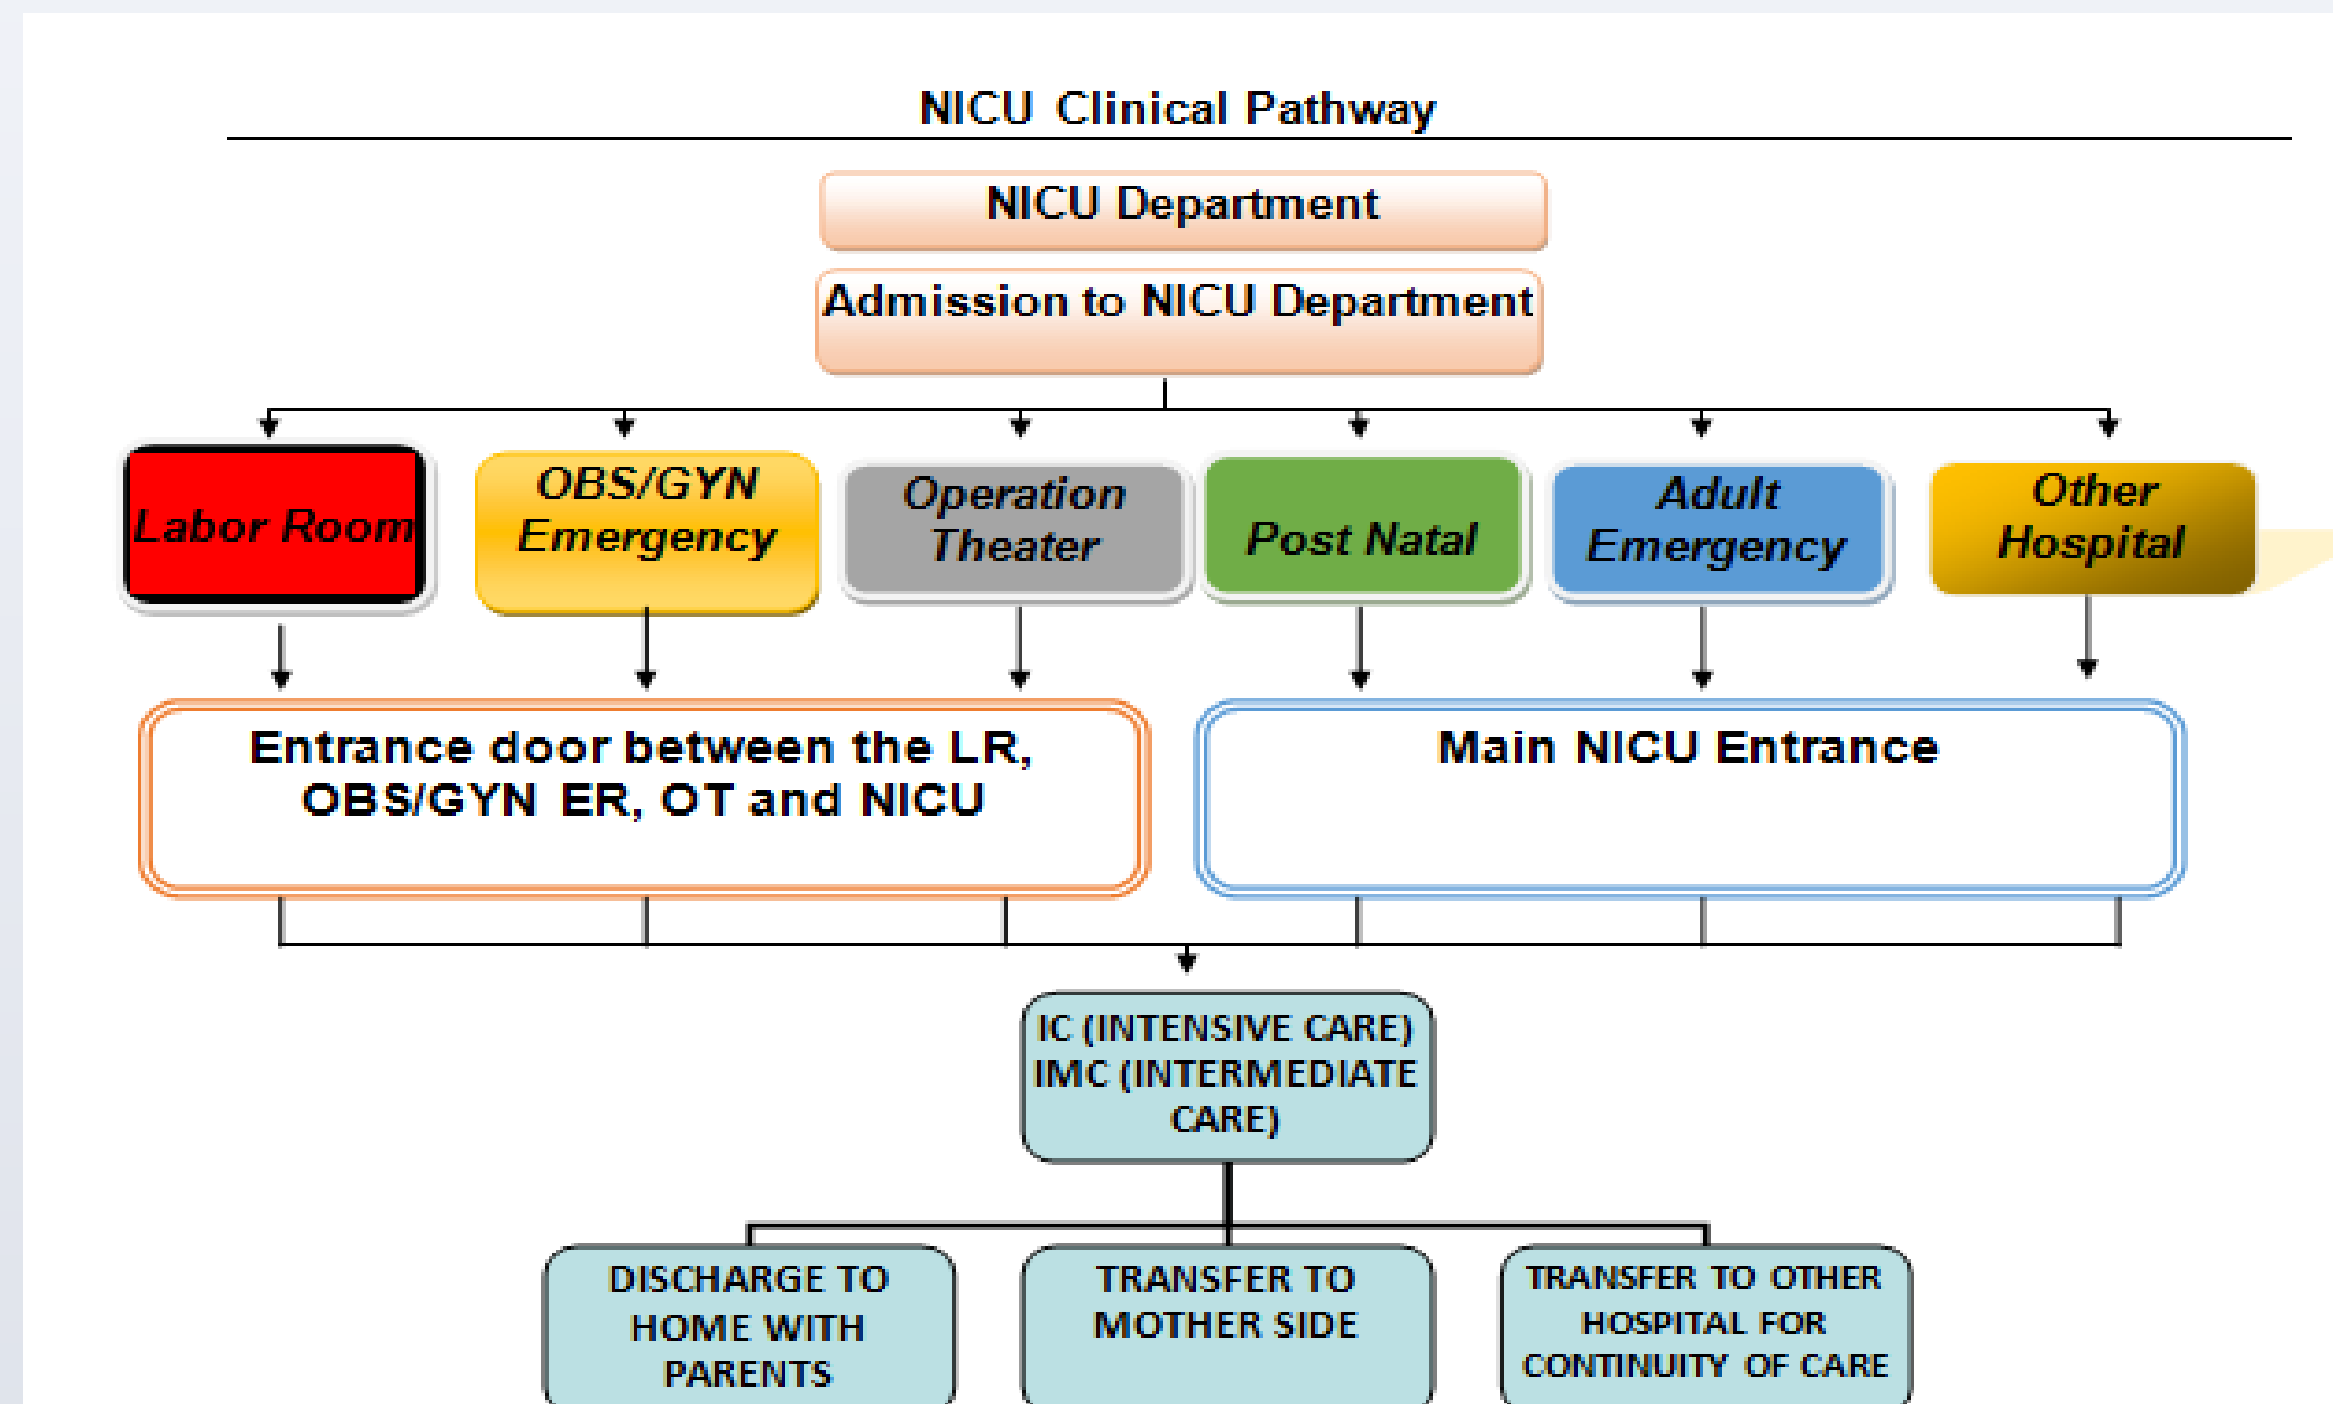 NICU Clinical Pathway
NICU Department
Admission to NICU Department
Labor Room
OBS/GYN
Emergency
Operation
Theater
Post Natal
Adult
Emergency
Other
Hospital
Entrance door between the LR,
OBS/GYN ER, OT and NICU
Main NICU Entrance
IC (INTENSIVE CARE)
IMC (INTERMEDIATE
CARE)
DISCHARGE TO
HOME WITH
PARENTS
TRANSFER TO
MOTHER SIDE
TRANSFER TO OTHER
HOSPITAL FOR
CONTINUITY OF CARE